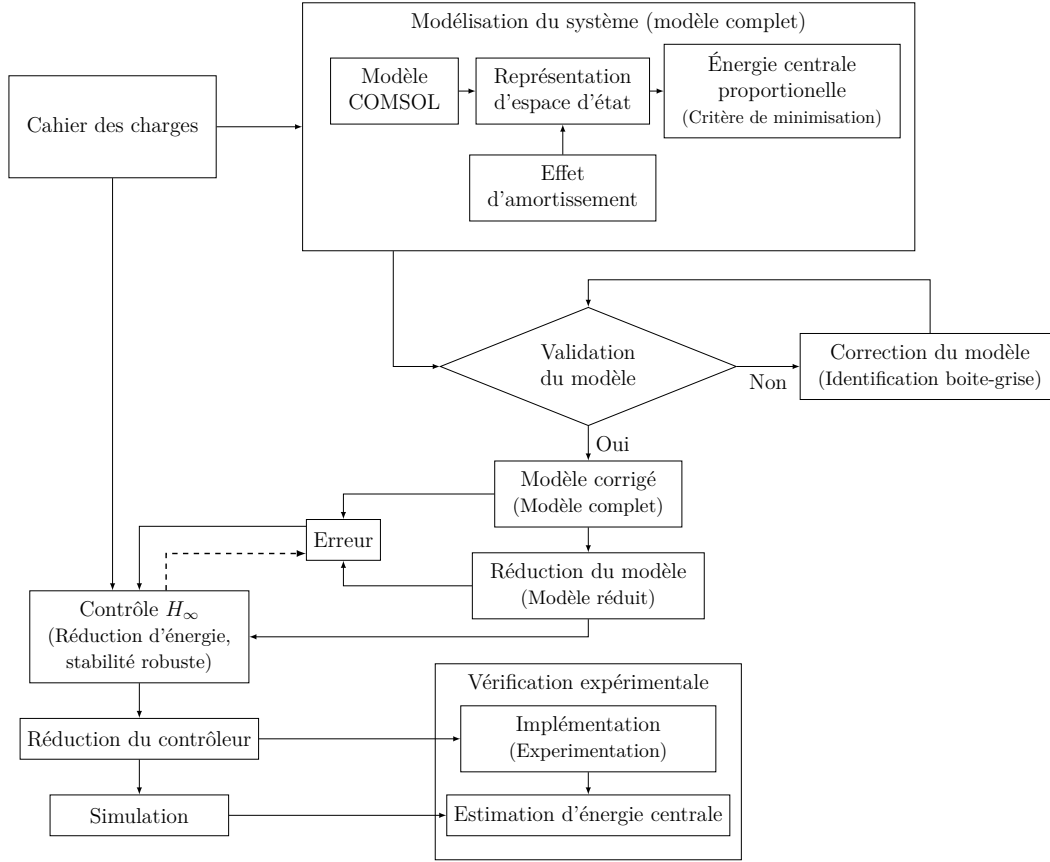 Modélisation du système (modèle complet)
Modèle
COMSOL
Représentation
d'espace d'état
Énergie centrale
proportionelle
(Critère de minimisation)
Effet
d'amortissement
Cahier des charges
Validation
du modèle
Non
Correction du modèle
(Identification boite-grise)
Oui
Modèle corrigé
(Modèle complet)
Erreur
Réduction du modèle
(Modèle réduit)
Contrôle H∞
(Réduction d'énergie,
stabilité robuste)
Vérification expérimentale
Réduction du contrôleur
Implémentation
(Experimentation)
Simulation
Estimation d'énergie centrale